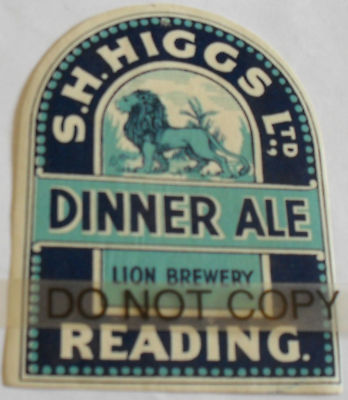 S.H. HIGGS LTD.,
DINNER ALE
LION BREWERY
DO NOT COPY
READING.